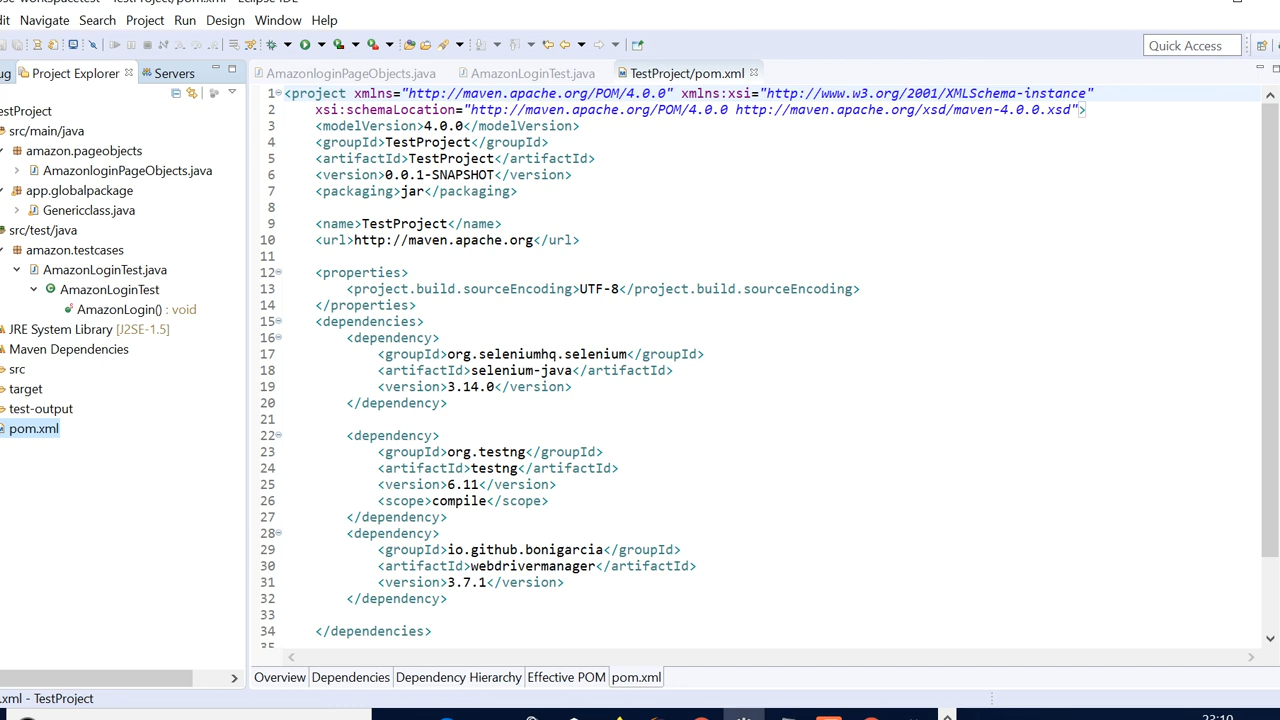 TestProject/pom.xml - Eclipse IDE
dit Navigate Search Project Run Design Window Help
Quick Access
ug Project Explorer Servers
AmazonloginPageObjects.java AmazonLoginTest.java TestProject/pom.xml
estProject
src/main/java
amazon.pageobjects
AmazonloginPageObjects.java
app.globalpackage
Genericclass.java
src/test/java
amazon.testcases
AmazonLoginTest.java
AmazonLoginTest
AmazonLogin() : void
JRE System Library [J2SE-1.5]
Maven Dependencies
src
target
test-output
pom.xml
1 <project xmlns="http://maven.apache.org/POM/4.0.0" xmlns:xsi="http://www.w3.org/2001/XMLSchema-instance"
2 xsi:schemaLocation="http://maven.apache.org/POM/4.0.0 http://maven.apache.org/xsd/maven-4.0.0.xsd">
3 <modelVersion>4.0.0</modelVersion>
4 <groupId>TestProject</groupId>
5 <artifactId>TestProject</artifactId>
6 <version>0.0.1-SNAPSHOT</version>
7 <packaging>jar</packaging>
8
9 <name>TestProject</name>
10 <url>http://maven.apache.org</url>
11
12 <properties>
13 <project.build.sourceEncoding>UTF-8</project.build.sourceEncoding>
14 </properties>
15 <dependencies>
16 <dependency>
17 <groupId>org.seleniumhq.selenium</groupId>
18 <artifactId>selenium-java</artifactId>
19 <version>3.14.0</version>
20 </dependency>
21
22 <dependency>
23 <groupId>org.testng</groupId>
24 <artifactId>testng</artifactId>
25 <version>6.11</version>
26 <scope>compile</scope>
27 </dependency>
28 <dependency>
29 <groupId>io.github.bonigarcia</groupId>
30 <artifactId>webdrivermanager</artifactId>
31 <version>3.7.1</version>
32 </dependency>
33
34 </dependencies>
35
Overview Dependencies Dependency Hierarchy Effective POM pom.xml
.xml - TestProject
23:10